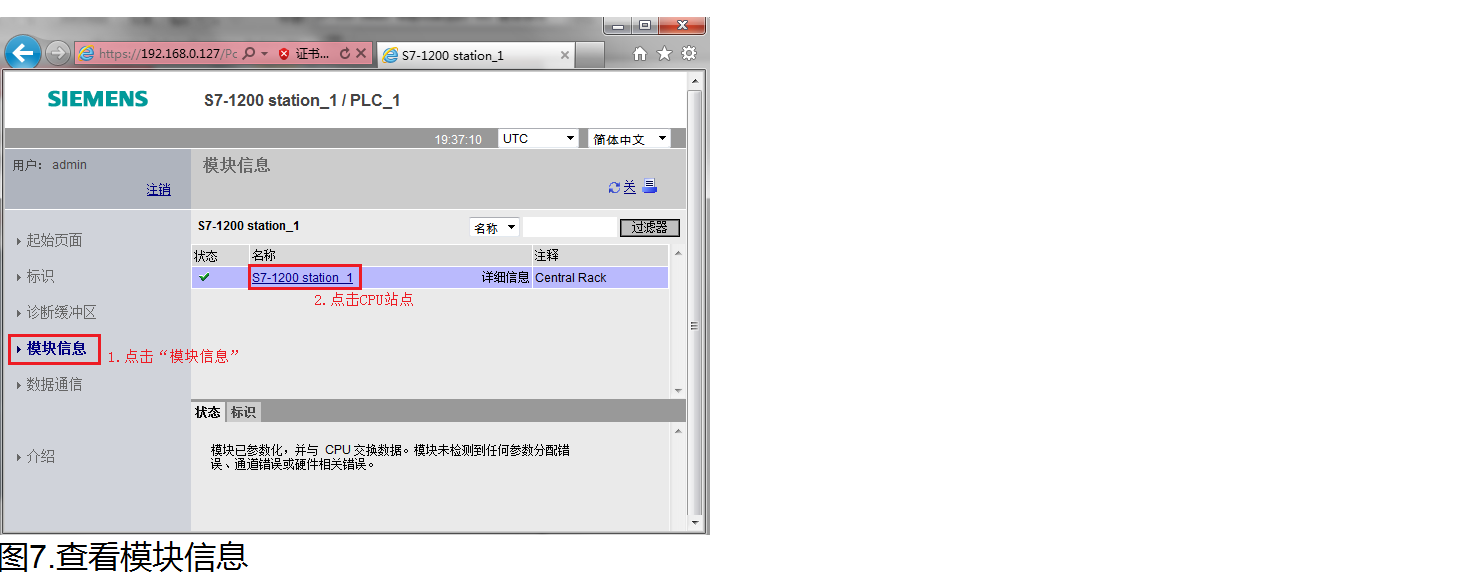 https://192.168.0.127/Pc 证书... S7-1200 station_1
SIEMENS S7-1200 station_1 / PLC_1
19:37:10 UTC 简体中文
用户: admin
注销
模块信息
关
S7-1200 station_1 名称 过滤器
状态 名称 注释
S7-1200 station_1 详细信息 Central Rack
2.点击CPU站点
起始页面
标识
诊断缓冲区
模块信息
1.点击“模块信息”
数据通信
介绍
状态 标识
模块已参数化，并与 CPU 交换数据。模块未检测到任何参数分配错
误、通道错误或硬件相关错误。
图7.查看模块信息